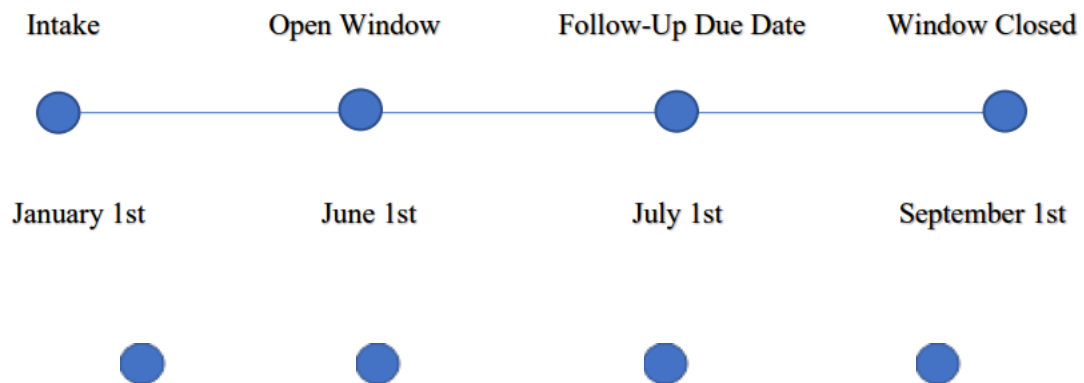 Intake Open Window Follow-Up Due Date Window Closed
January 1st June 1st July 1st September 1st